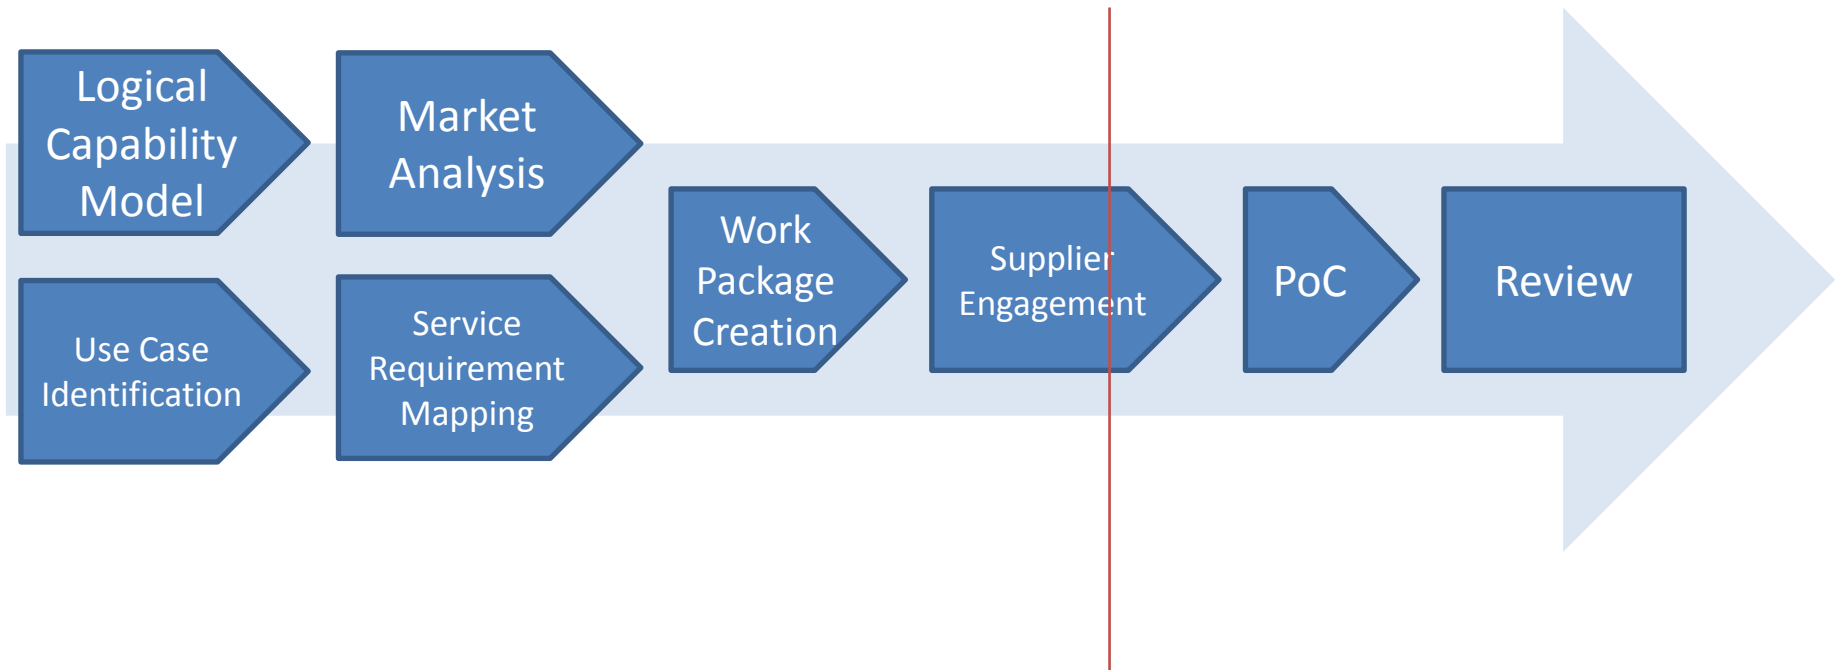 Logical
Capability
Model
Market
Analysis
Use Case
Identification
Service
Requirement
Mapping
Work
Package
Creation
Supplier
Engagement
PoC
Review